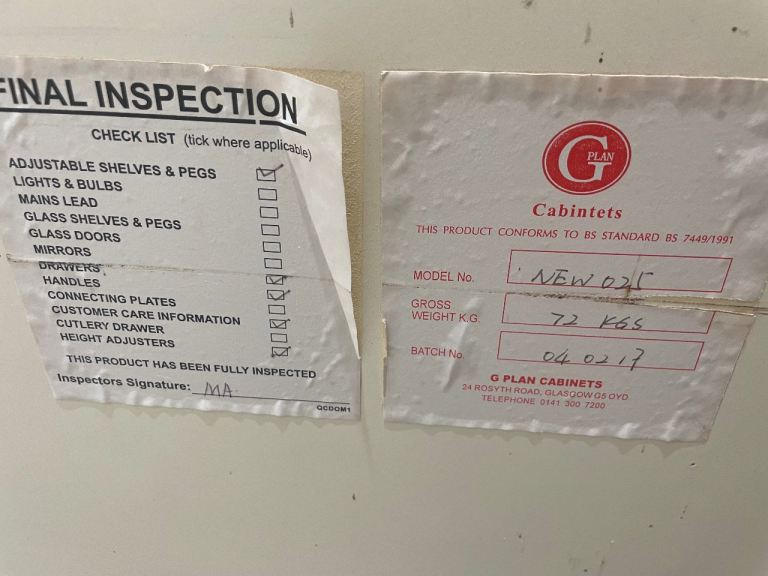 FINAL INSPECTION
CHECK LIST (tick where applicable)
ADJUSTABLE SHELVES & PEGS
LIGHTS & BULBS
MAINS LEAD
GLASS SHELVES & PEGS
GLASS DOORS
MIRRORS
DRAWERS
HANDLES
CONNECTING PLATES
CUSTOMER CARE INFORMATION
CUTLERY DRAWER
HEIGHT ADJUSTERS
THIS PRODUCT HAS BEEN FULLY INSPECTED
Inspectors Signature: MA
QCDOM1
G PLAN
Cabintets
THIS PRODUCT CONFORMS TO BS STANDARD BS 7449/1991
MODEL No. NEW 025
GROSS
WEIGHT K.G. 72 KGS
BATCH No. 04 02 17
G PLAN CABINETS
24 ROSYTH ROAD, GLASGOW G5 OYD
TELEPHONE 0141 300 7200